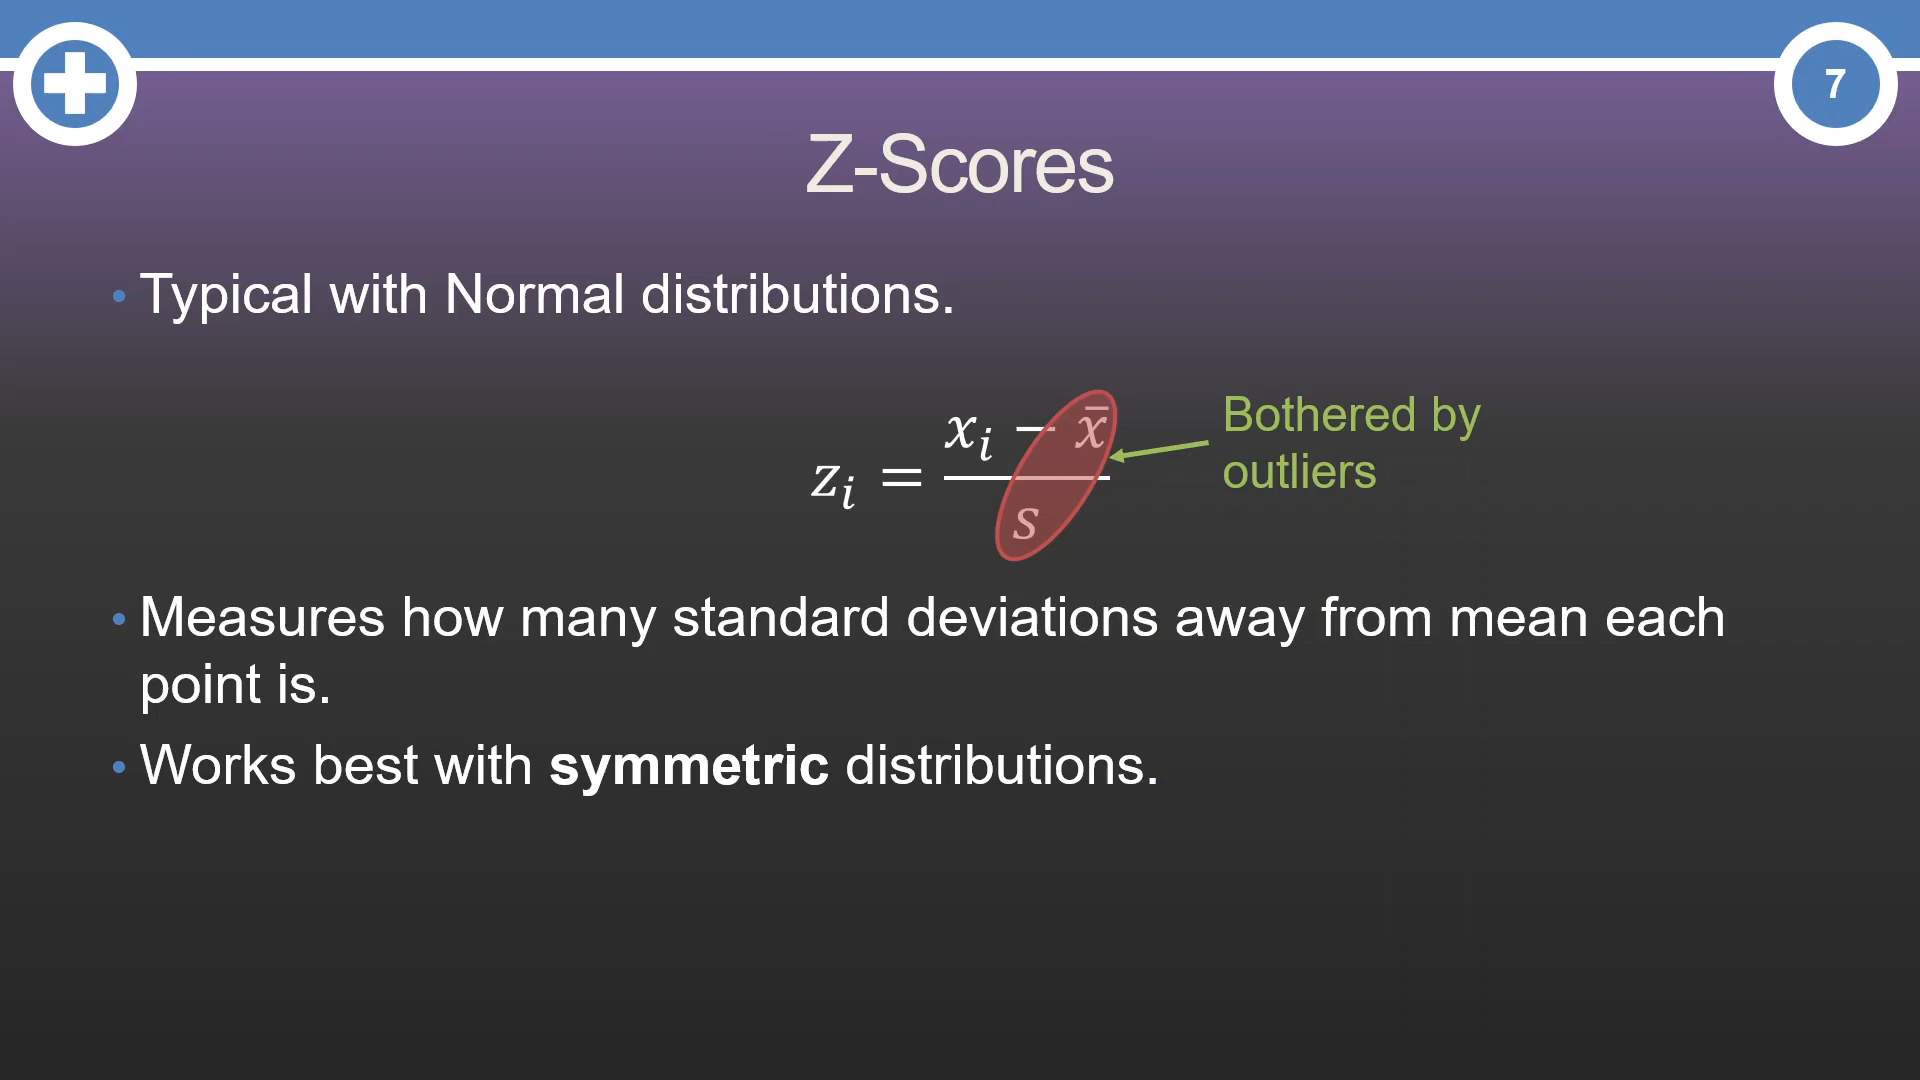 7
Z-Scores
• Typical with Normal distributions.
zᵢ = (xᵢ − x̄) / s
Bothered by
outliers
• Measures how many standard deviations away from mean each
point is.
• Works best with symmetric distributions.